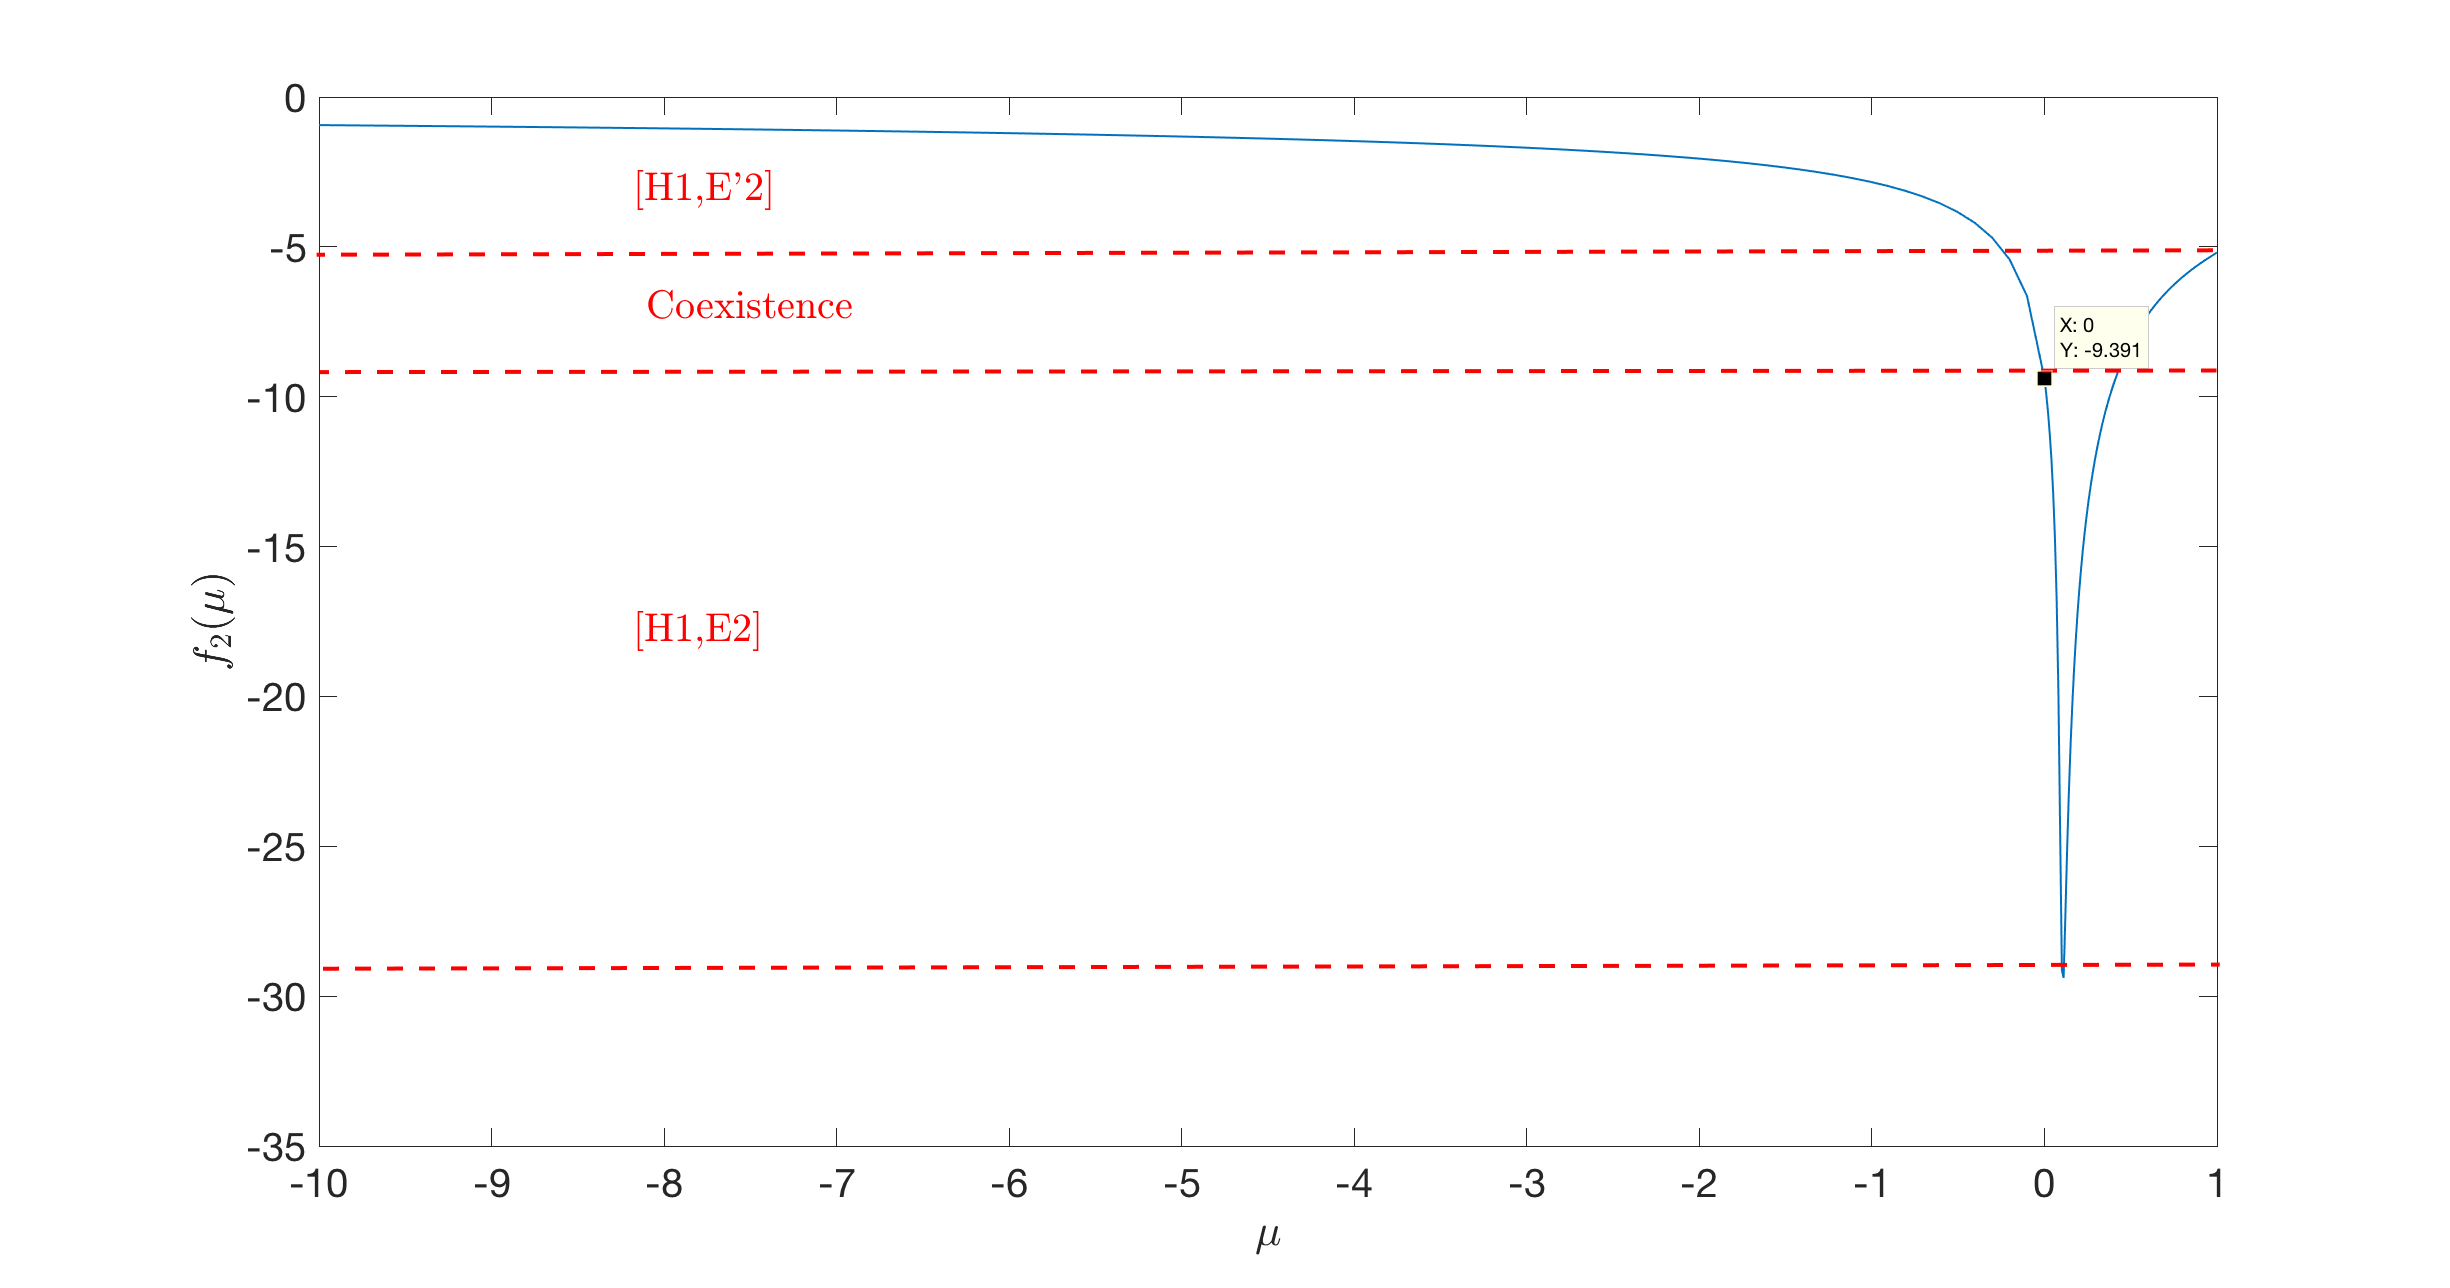 0
-5
-10
-15
-20
-25
-30
-35
f₂(μ)
[H1,E'2]
Coexistence
X: 0
Y: -9.391
[H1,E2]
-10 -9 -8 -7 -6 -5 -4 -3 -2 -1 0 1
μ